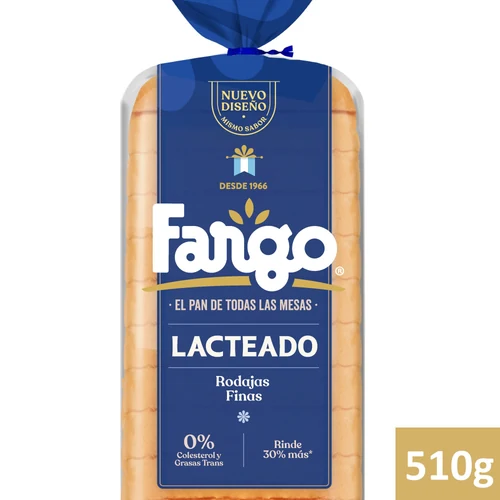 NUEVO
DISEÑO
MISMO SABOR
DESDE 1966
Fargo®
· EL PAN DE TODAS LAS MESAS ·
LACTEADO
Rodajas
Finas
0%
Colesterol y
Grasas Trans
Rinde
30% más*
510g